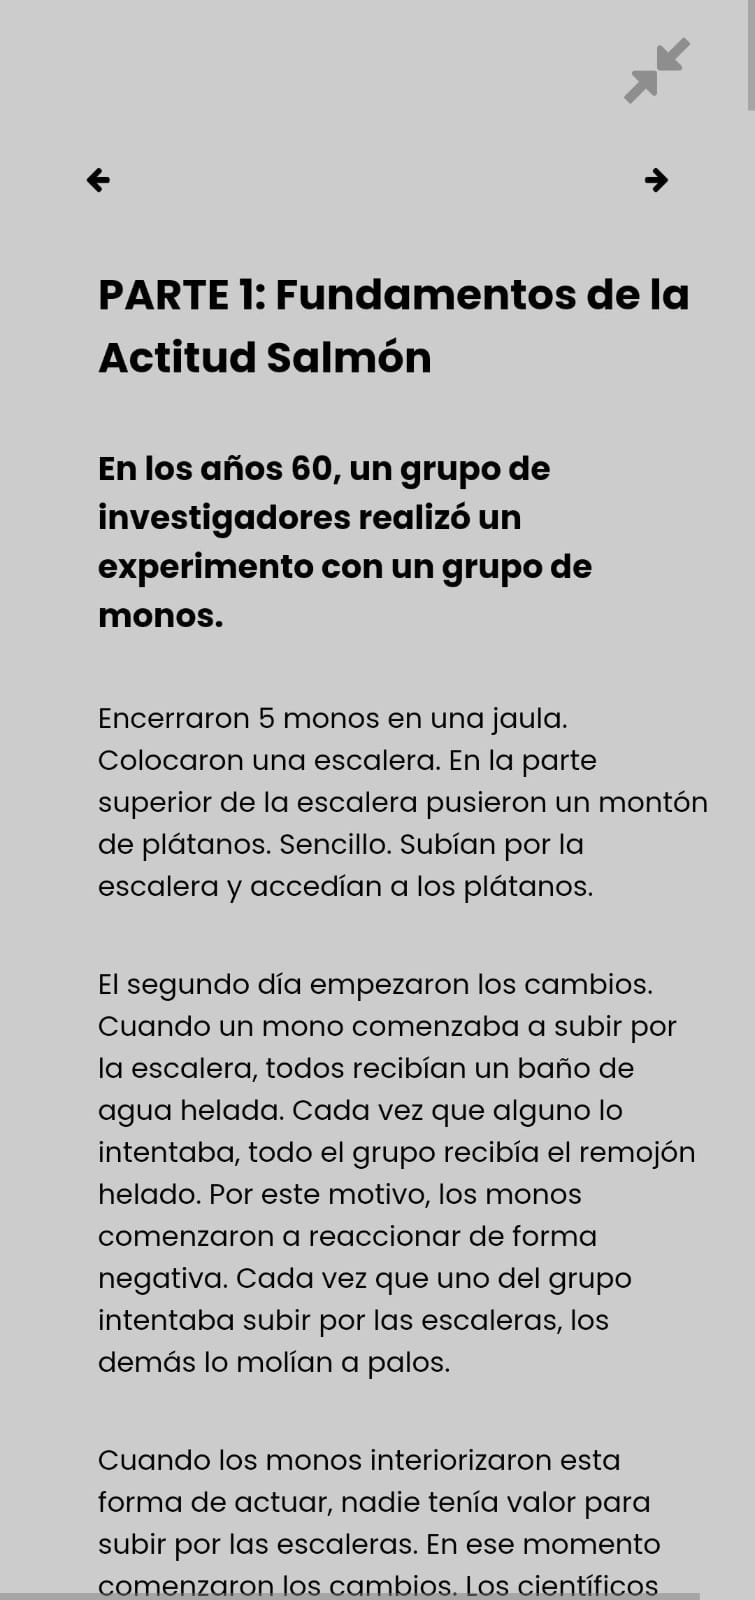 PARTE 1: Fundamentos de la
Actitud Salmón
En los años 60, un grupo de
investigadores realizó un
experimento con un grupo de
monos.
Encerraron 5 monos en una jaula.
Colocaron una escalera. En la parte
superior de la escalera pusieron un montón
de plátanos. Sencillo. Subían por la
escalera y accedían a los plátanos.
El segundo día empezaron los cambios.
Cuando un mono comenzaba a subir por
la escalera, todos recibían un baño de
agua helada. Cada vez que alguno lo
intentaba, todo el grupo recibía el remojón
helado. Por este motivo, los monos
comenzaron a reaccionar de forma
negativa. Cada vez que uno del grupo
intentaba subir por las escaleras, los
demás lo molían a palos.
Cuando los monos interiorizaron esta
forma de actuar, nadie tenía valor para
subir por las escaleras. En ese momento
comenzaron los cambios. Los científicos